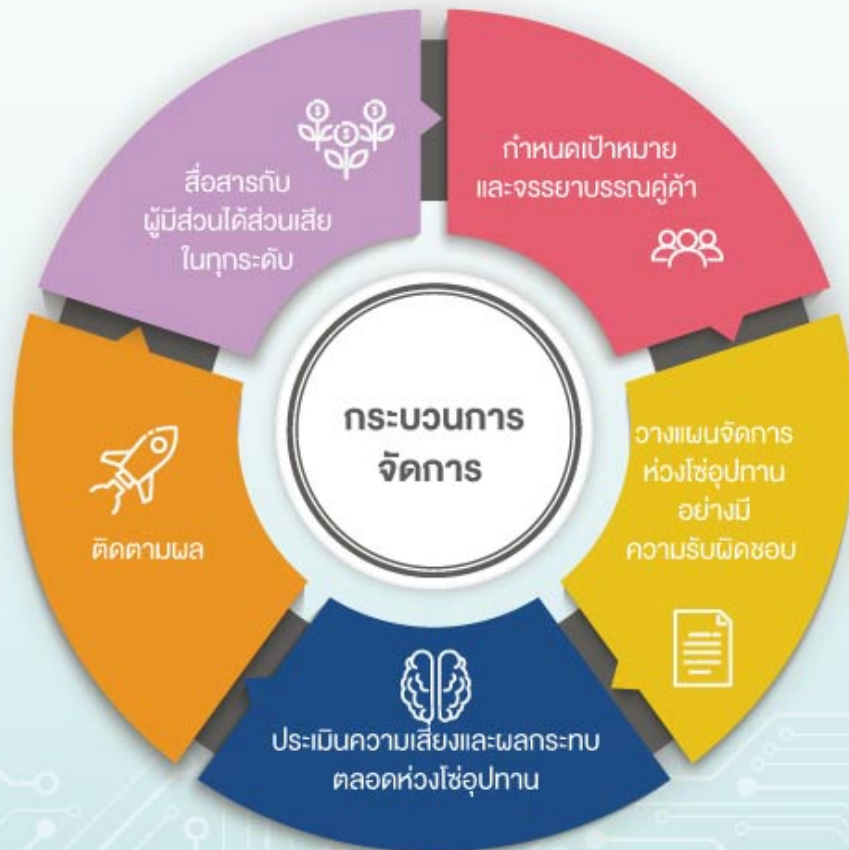 สื่อสารกับ
ผู้มีส่วนได้ส่วนเสีย
ในทุกระดับ
กำหนดเป้าหมาย
และจรรยาบรรณคู่ค้า
กระบวนการ
จัดการ
วางแผนจัดการ
ห่วงโซ่อุปทาน
อย่างมี
ความรับผิดชอบ
ติดตามผล
ประเมินความเสี่ยงและผลกระทบ
ตลอดห่วงโซ่อุปทาน